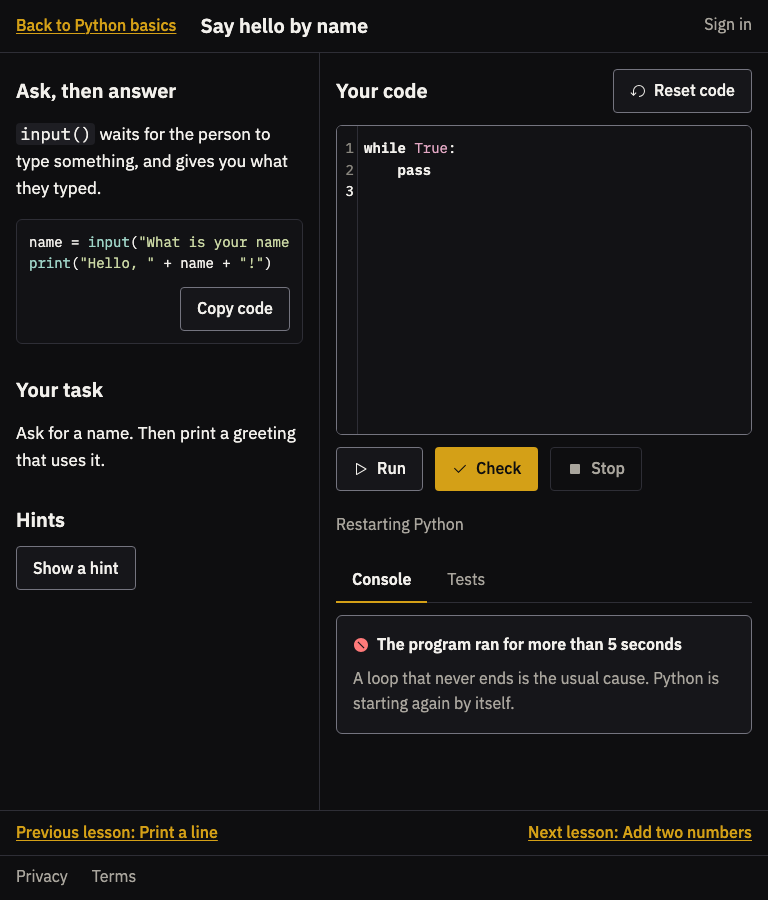 Back to Python basics
Say hello by name
Sign in
Ask, then answer
input() waits for the person to
type something, and gives you what
they typed.
name = input("What is your name
print("Hello, " + name + "!")
Copy code
Your task
Ask for a name. Then print a greeting
that uses it.
Hints
Show a hint
Your code
Reset code
1 while True:
2     pass
3
Run
Check
Stop
Restarting Python
Console
Tests
The program ran for more than 5 seconds
A loop that never ends is the usual cause. Python is
starting again by itself.
Previous lesson: Print a line
Next lesson: Add two numbers
Privacy
Terms